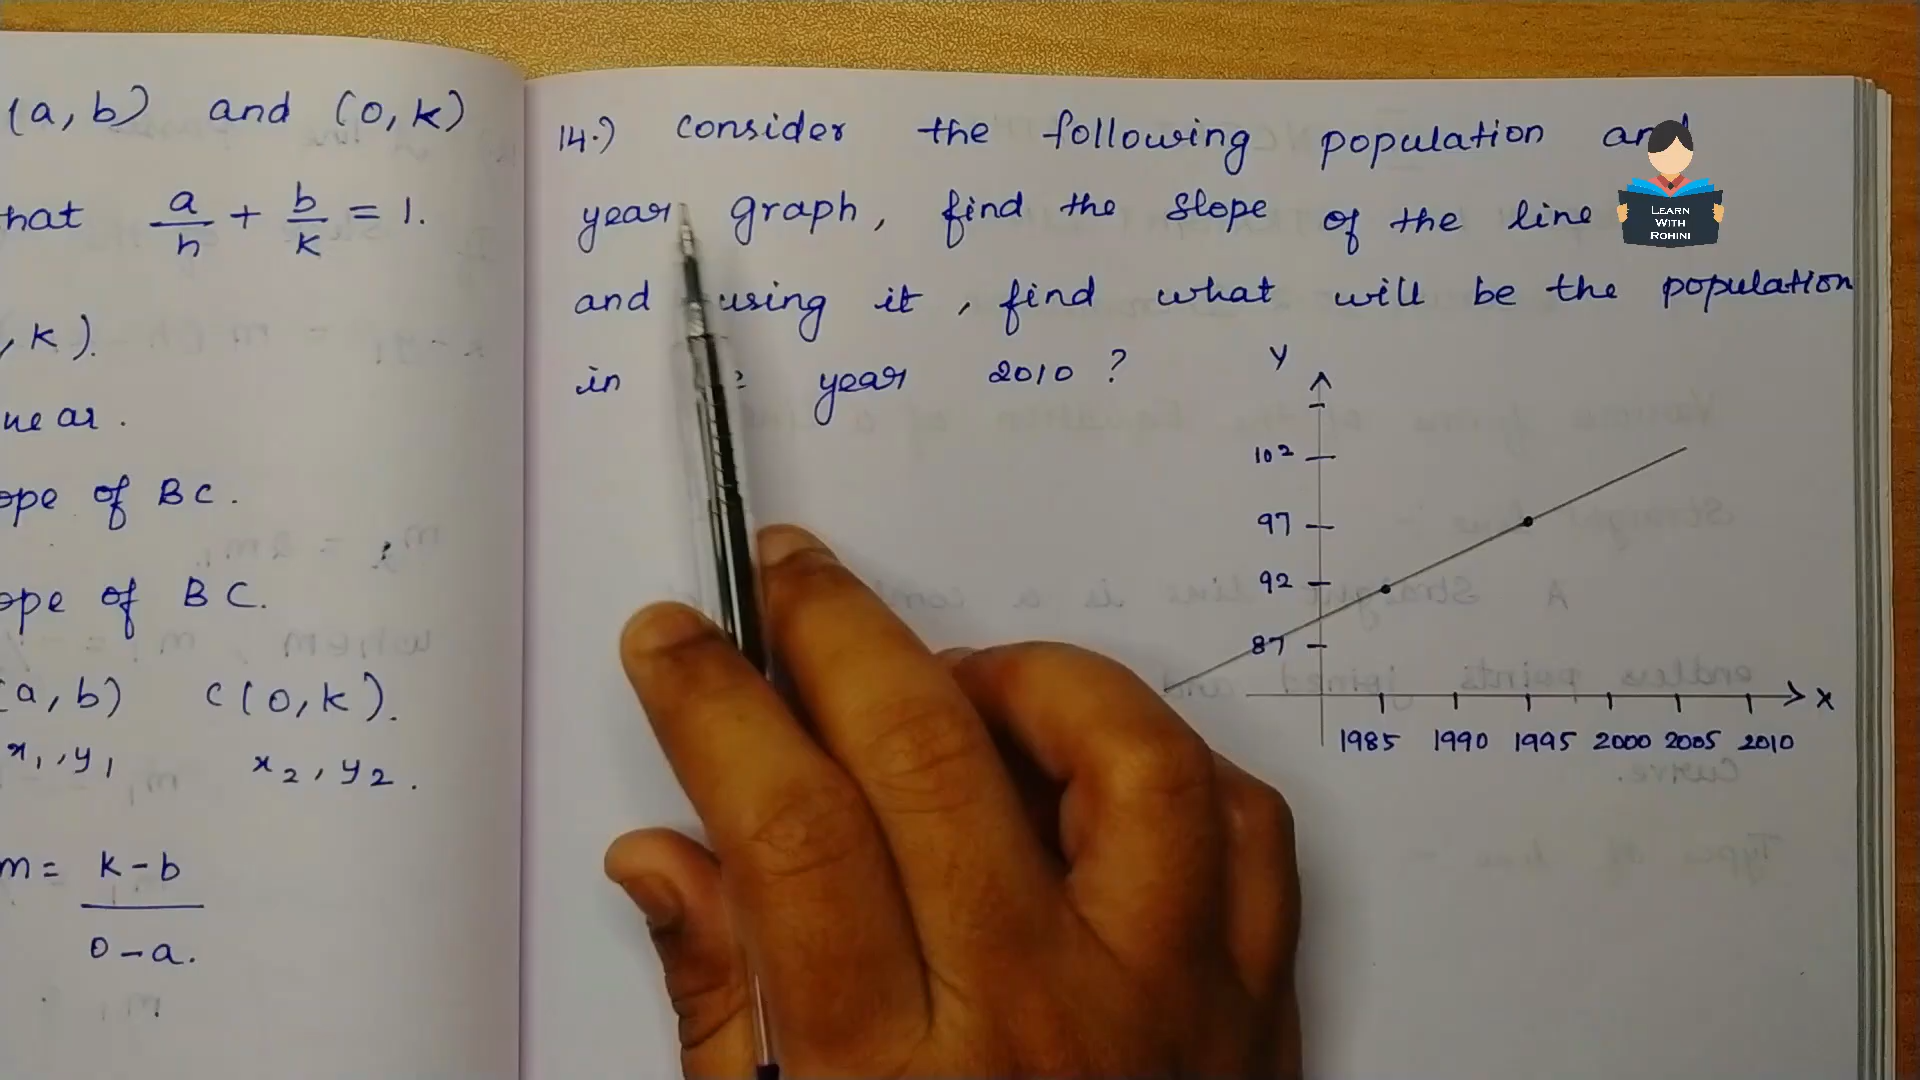 (a, b) and (0, k)
hat a/h + b/k = 1.
, k).
near.
ope of BC.
ope of BC.
(a, b) C(0, k).
x1, y1 x2, y2.
m = k - b / 0 - a.
14.) Consider the following population and
year graph, find the slope of the line
and using it, find what will be the population
in year 2010 ?
LEARN
WITH
ROHINI
Y
102
97
92
87
X
1985 1990 1995 2000 2005 2010